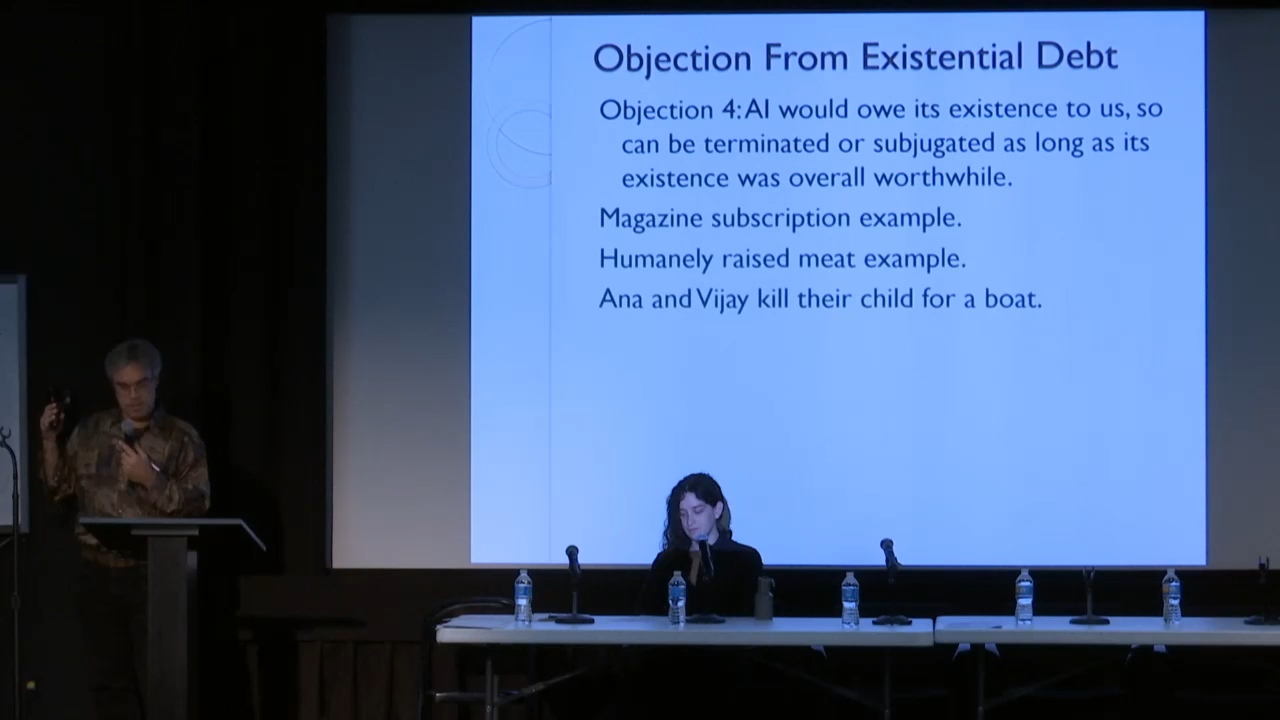 Objection From Existential Debt
Objection 4: AI would owe its existence to us, so
can be terminated or subjugated as long as its
existence was overall worthwhile.
Magazine subscription example.
Humanely raised meat example.
Ana and Vijay kill their child for a boat.